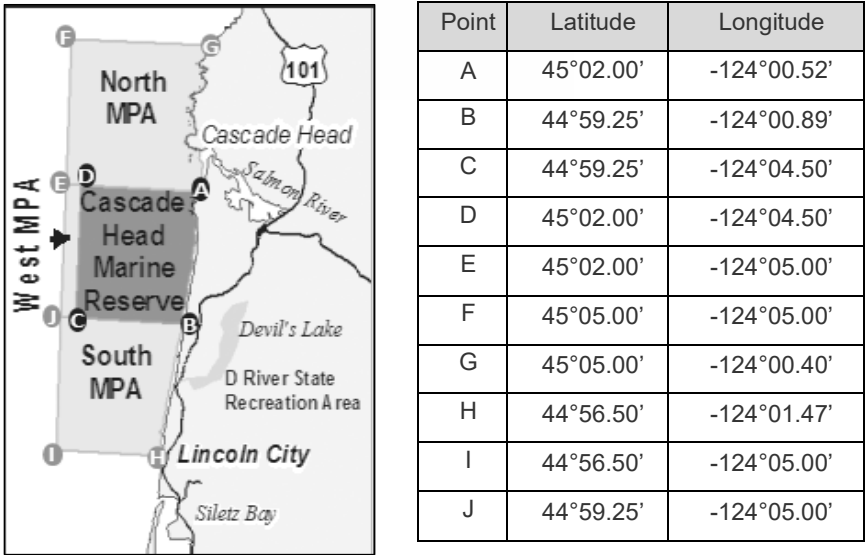 F
G
North
MPA
101
Cascade Head
Salmon River
E
D
A
West MPA
Cascade
Head
Marine
Reserve
J
C
B
South
MPA
Devil's Lake
D River State
Recreation Area
I
H
Lincoln City
Siletz Bay
Point Latitude Longitude
A 45°02.00’ -124°00.52’
B 44°59.25’ -124°00.89’
C 44°59.25’ -124°04.50’
D 45°02.00’ -124°04.50’
E 45°02.00’ -124°05.00’
F 45°05.00’ -124°05.00’
G 45°05.00’ -124°00.40’
H 44°56.50’ -124°01.47’
I 44°56.50’ -124°05.00’
J 44°59.25’ -124°05.00’